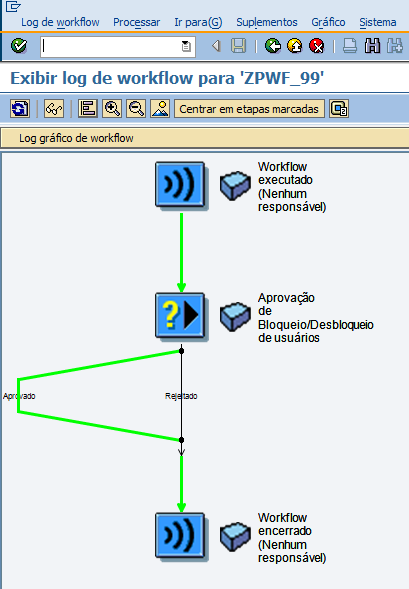 Log de workflow Processar Ir para(G) Suplementos Gráfico Sistema
Exibir log de workflow para 'ZPWF_99'
Centrar em etapas marcadas
Log gráfico de workflow
Workflow
executado
(Nenhum
responsável)
Aprovação
de
Bloqueio/Desbloqueio
de usuários
Aprovado
Rejeitado
Workflow
encerrado
(Nenhum
responsável)